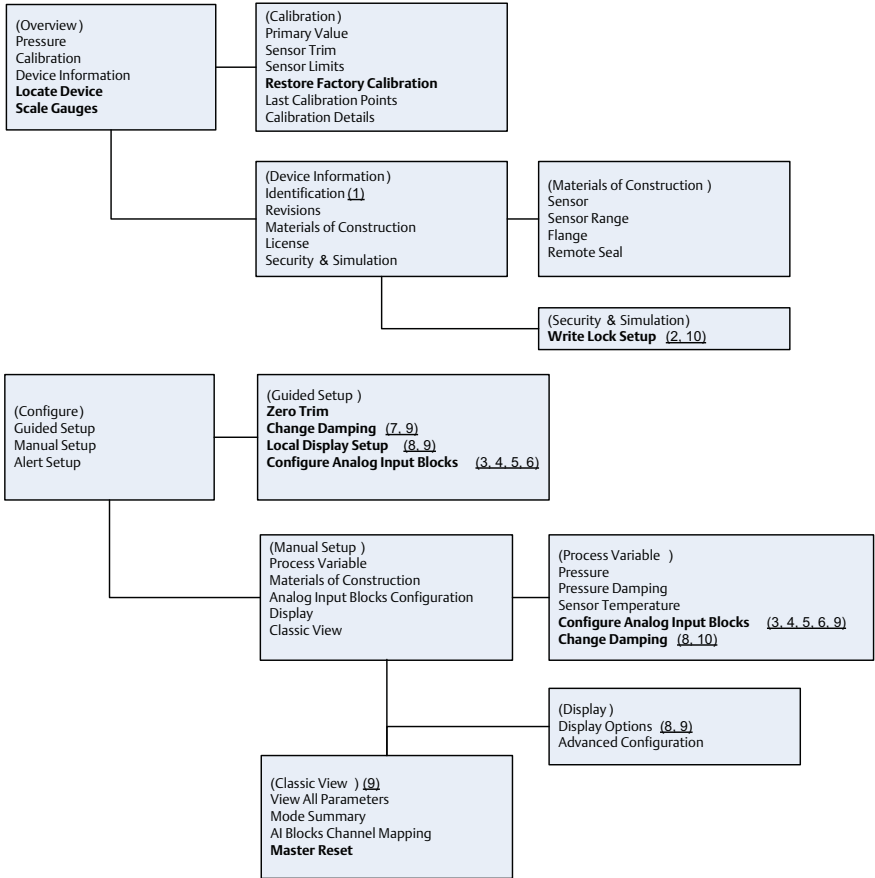 (Overview )
Pressure
Calibration
Device Information
Locate Device
Scale Gauges
(Calibration )
Primary Value
Sensor Trim
Sensor Limits
Restore Factory Calibration
Last Calibration Points
Calibration Details
(Device Information )
Identification (1)
Revisions
Materials of Construction
License
Security & Simulation
(Materials of Construction )
Sensor
Sensor Range
Flange
Remote Seal
(Security & Simulation)
Write Lock Setup (2, 10)
(Configure)
Guided Setup
Manual Setup
Alert Setup
(Guided Setup )
Zero Trim
Change Damping (7, 9)
Local Display Setup (8, 9)
Configure Analog Input Blocks (3, 4, 5, 6)
(Manual Setup )
Process Variable
Materials of Construction
Analog Input Blocks Configuration
Display
Classic View
(Process Variable )
Pressure
Pressure Damping
Sensor Temperature
Configure Analog Input Blocks (3, 4, 5, 6, 9)
Change Damping (8, 10)
(Display )
Display Options (8, 9)
Advanced Configuration
(Classic View ) (9)
View All Parameters
Mode Summary
AI Blocks Channel Mapping
Master Reset